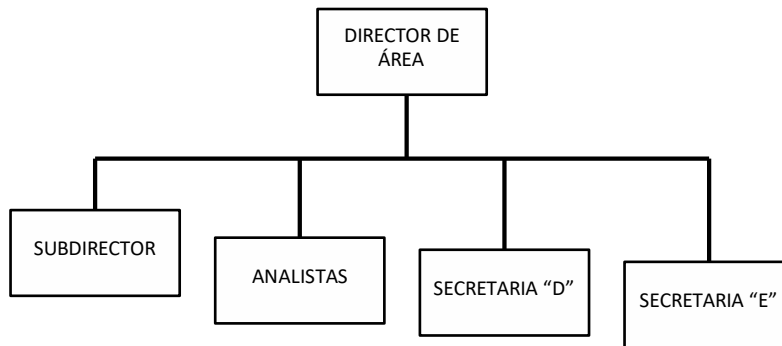 DIRECTOR DE
ÁREA
SUBDIRECTOR
ANALISTAS
SECRETARIA “D”
SECRETARIA “E”